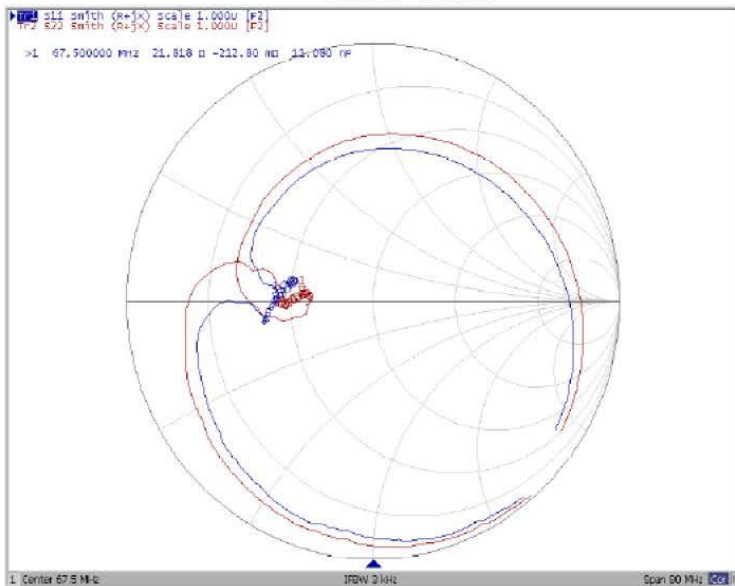 Tr1 S11 Smith (R+jX) Scale 1.000U [F2]
Tr2 S22 Smith (R+jX) Scale 1.000U [F2]
>1 67.500000 MHz 21.818 Ω -212.80 mΩ 11.080 nF
1 Center 67.5 MHz IFBW 3 kHz Span 80 MHz Cor